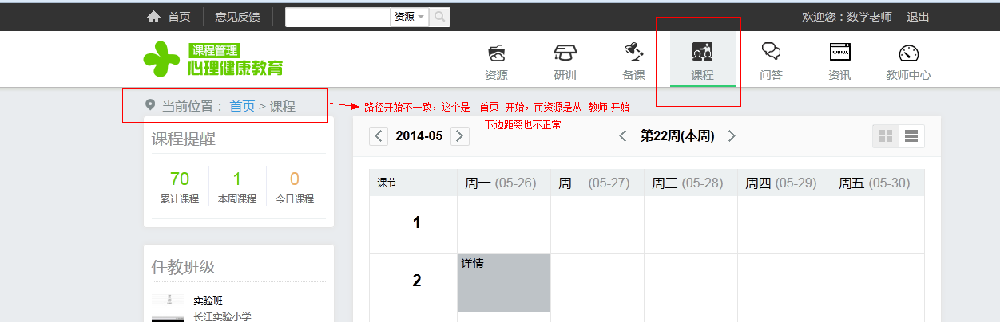 首页 意见反馈 资源 欢迎您：数学老师 退出
课程管理
心理健康教育
资源 研训 备课 课程 问答 资讯 教师中心
当前位置： 首页 > 课程
路径开始不一致，这个是 首页 开始，而资源是从 教师 开始
下边距离也不正常
课程提醒
70 1 0
累计课程 本周课程 今日课程
任教班级
实验班
长江实验小学
2014-05 第22周(本周)
课节 周一 (05-26) 周二 (05-27) 周三 (05-28) 周四 (05-29) 周五 (05-30)
1
详情
2